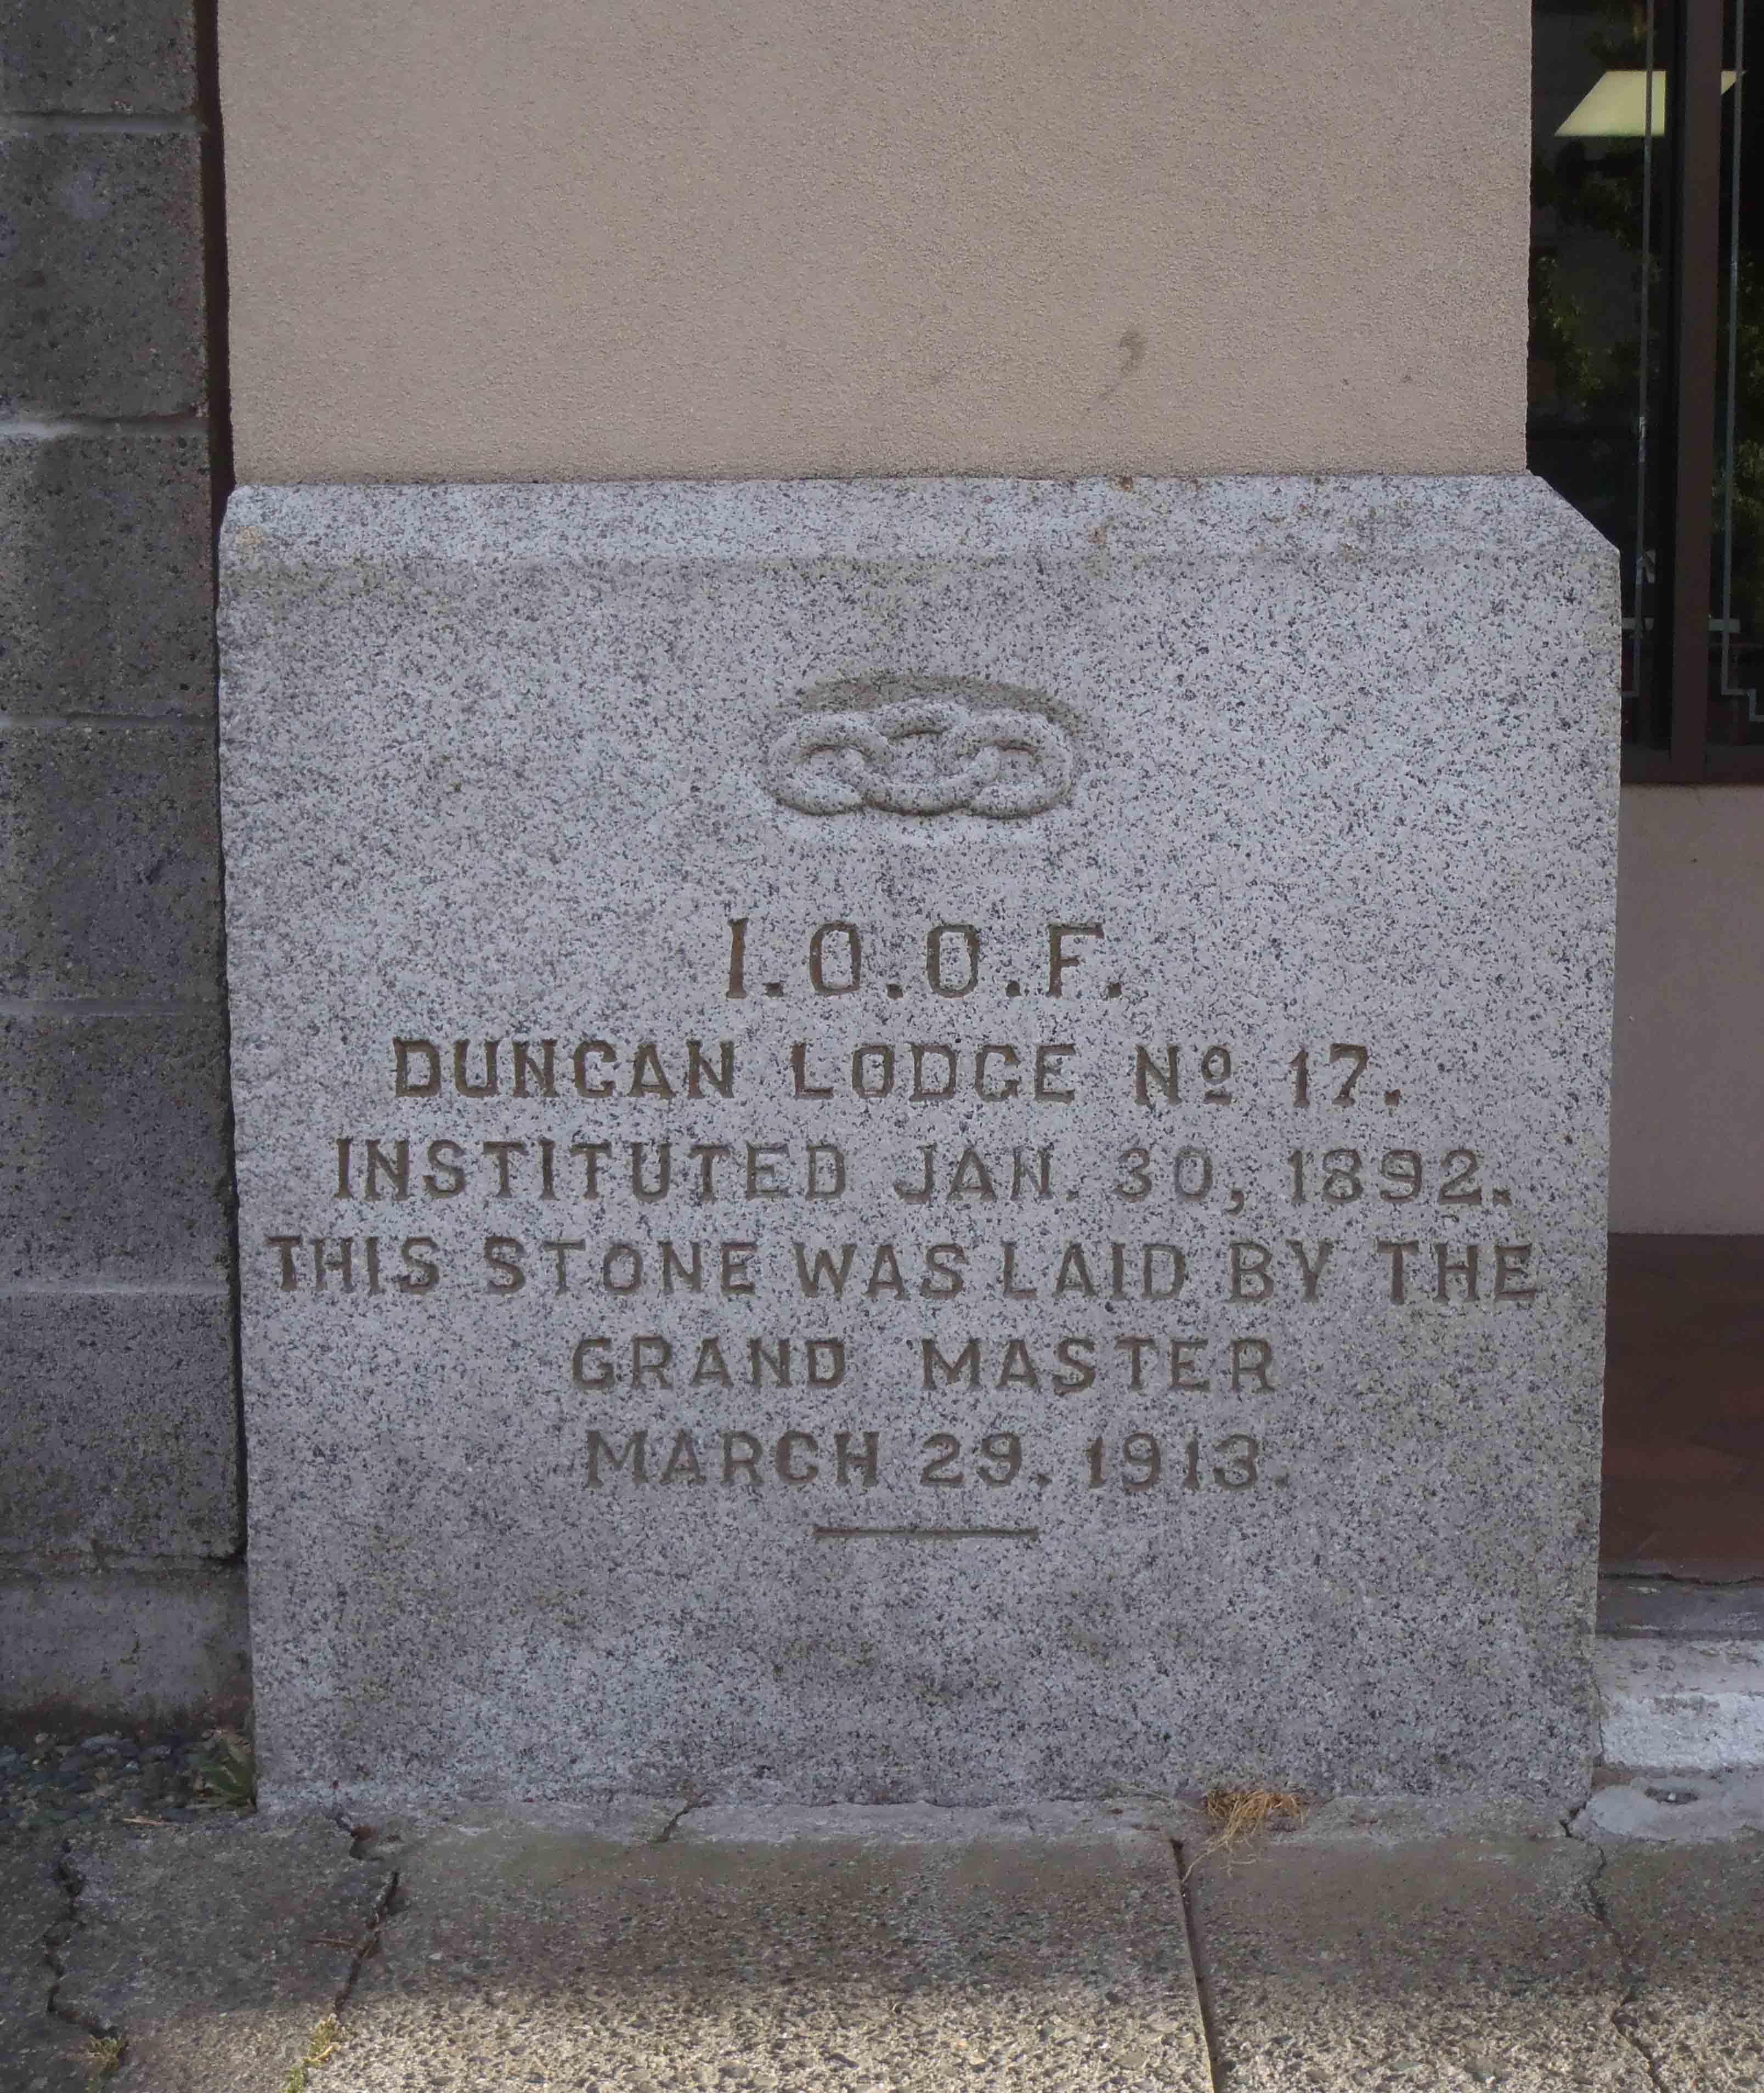 I.O.O.F.
DUNCAN LODGE Nº 17.
INSTITUTED JAN. 30, 1892.
THIS STONE WAS LAID BY THE
GRAND MASTER
MARCH 29. 1913.